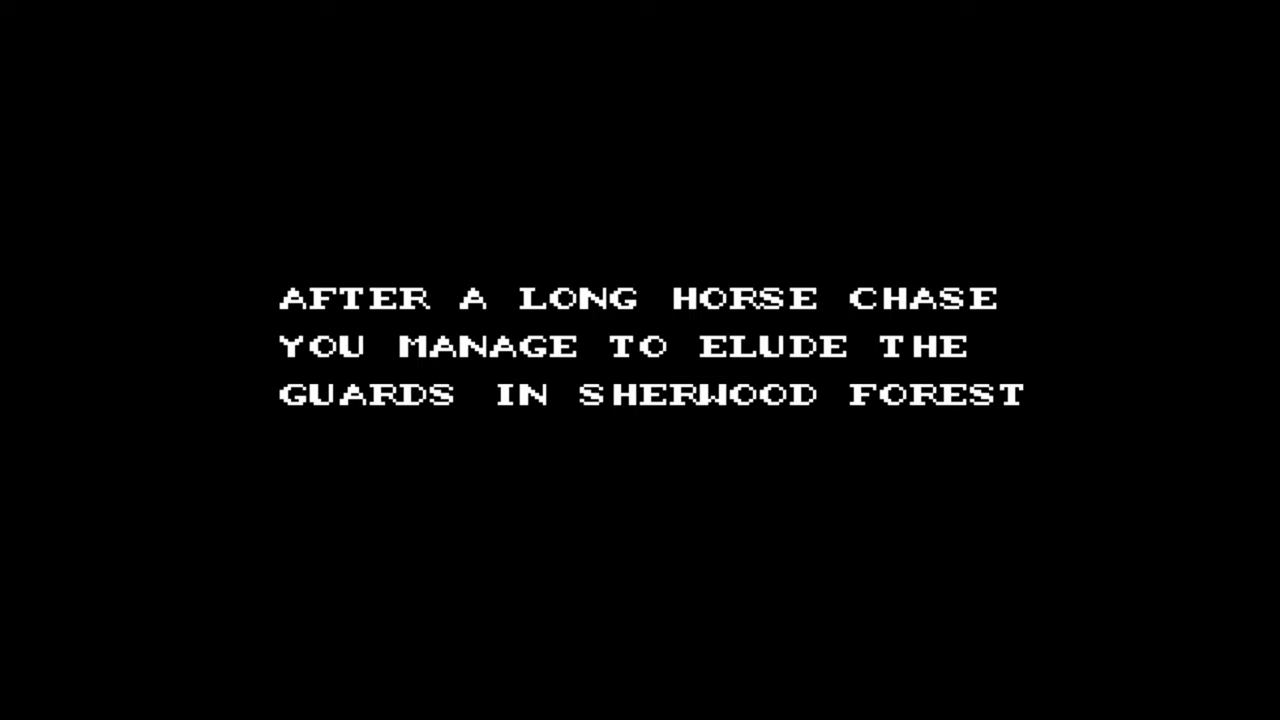 AFTER A LONG HORSE CHASE
YOU MANAGE TO ELUDE THE
GUARDS IN SHERWOOD FOREST